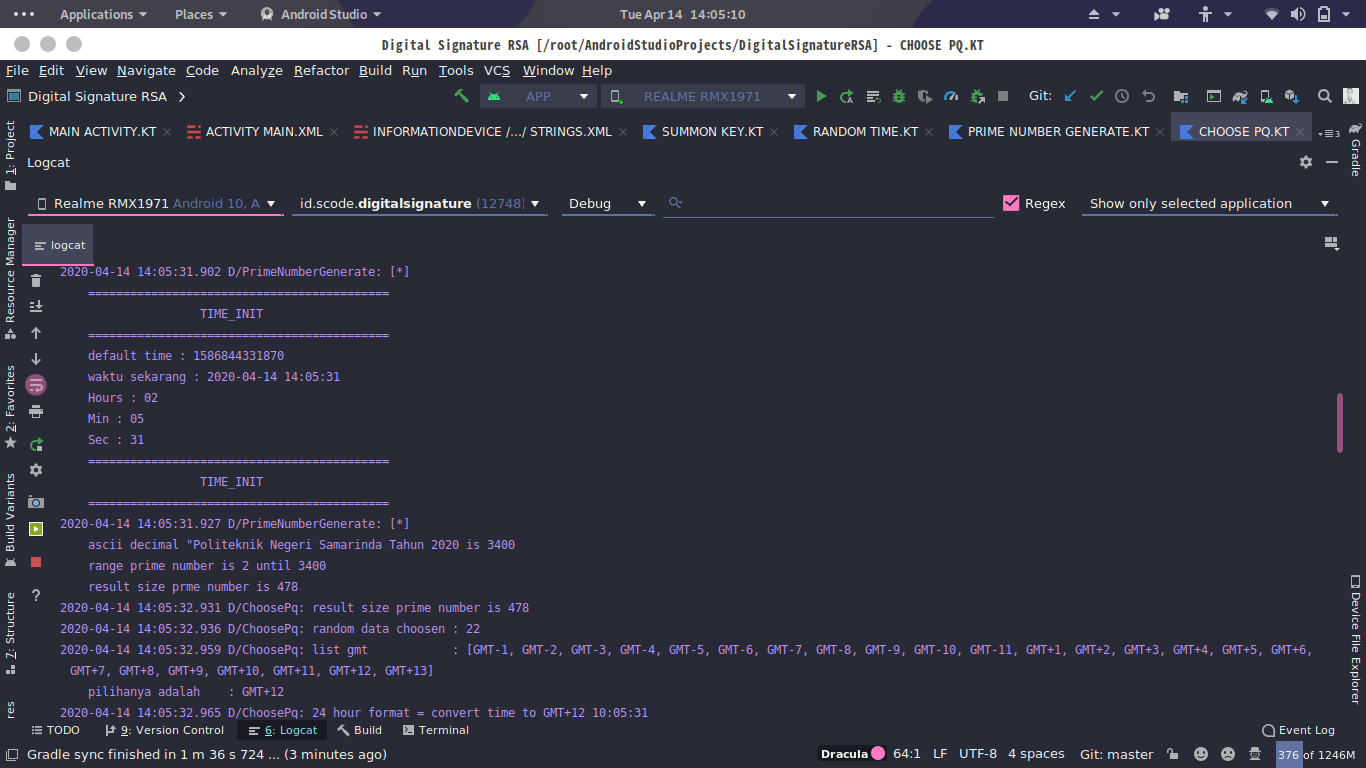 Applications Places Android Studio Tue Apr 14 14:05:10
Digital Signature RSA [/root/AndroidStudioProjects/DigitalSignatureRSA] - CHOOSE PQ.KT
File Edit View Navigate Code Analyze Refactor Build Run Tools VCS Window Help
Digital Signature RSA APP REALME RMX1971 Git:
MAIN ACTIVITY.KT ACTIVITY MAIN.XML INFORMATIONDEVICE /.../ STRINGS.XML SUMMON KEY.KT RANDOM TIME.KT PRIME NUMBER GENERATE.KT CHOOSE PQ.KT 3
Logcat
Realme RMX1971 Android 10, A id.scode.digitalsignature (12748) Debug Regex Show only selected application
logcat
2020-04-14 14:05:31.902 D/PrimeNumberGenerate: [*]
===========================================
TIME_INIT
===========================================
default time : 1586844331870
waktu sekarang : 2020-04-14 14:05:31
Hours : 02
Min : 05
Sec : 31
===========================================
TIME_INIT
===========================================
2020-04-14 14:05:31.927 D/PrimeNumberGenerate: [*]
ascii decimal "Politeknik Negeri Samarinda Tahun 2020 is 3400
range prime number is 2 until 3400
result size prme number is 478
2020-04-14 14:05:32.931 D/ChoosePq: result size prime number is 478
2020-04-14 14:05:32.936 D/ChoosePq: random data choosen : 22
2020-04-14 14:05:32.959 D/ChoosePq: list gmt : [GMT-1, GMT-2, GMT-3, GMT-4, GMT-5, GMT-6, GMT-7, GMT-8, GMT-9, GMT-10, GMT-11, GMT+1, GMT+2, GMT+3, GMT+4, GMT+5, GMT+6,
GMT+7, GMT+8, GMT+9, GMT+10, GMT+11, GMT+12, GMT+13]
pilihanya adalah : GMT+12
2020-04-14 14:05:32.965 D/ChoosePq: 24 hour format = convert time to GMT+12 10:05:31
1: Project
Resource Manager
2: Favorites
Build Variants
7: Structure
res
Gradle
Device File Explorer
TODO 9: Version Control 6: Logcat Build Terminal Event Log
Gradle sync finished in 1 m 36 s 724 ... (3 minutes ago) Dracula 64:1 LF UTF-8 4 spaces Git: master 376 of 1246M